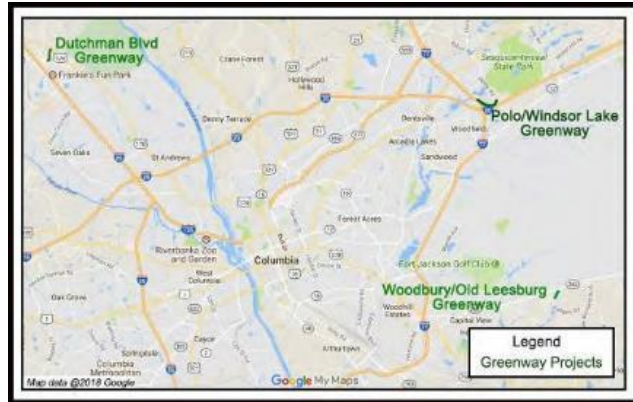 Dutchman Blvd
Greenway
Frankie's Fun Park
Crane Forest
Hollywood
Hills
Sesquicentennial
State Park
Polo/Windsor Lake
Greenway
Denny Terrace
Dentsville
Woodfield
Arcadia Lakes
Sandwood
Seven Oaks
St Andrews
Forest Acres
Riverbanks Zoo
and Garden
West
Columbia
Columbia
Fort Jackson Golf Club
Woodbury/Old Leesburg
Greenway
Oak Grove
Woodhill
Estates
Capitol View
Cayce
Arthurtown
Springdale
Columbia
Metropolitan
Legend
Greenway Projects
Map data @2018 Google
Google My Maps